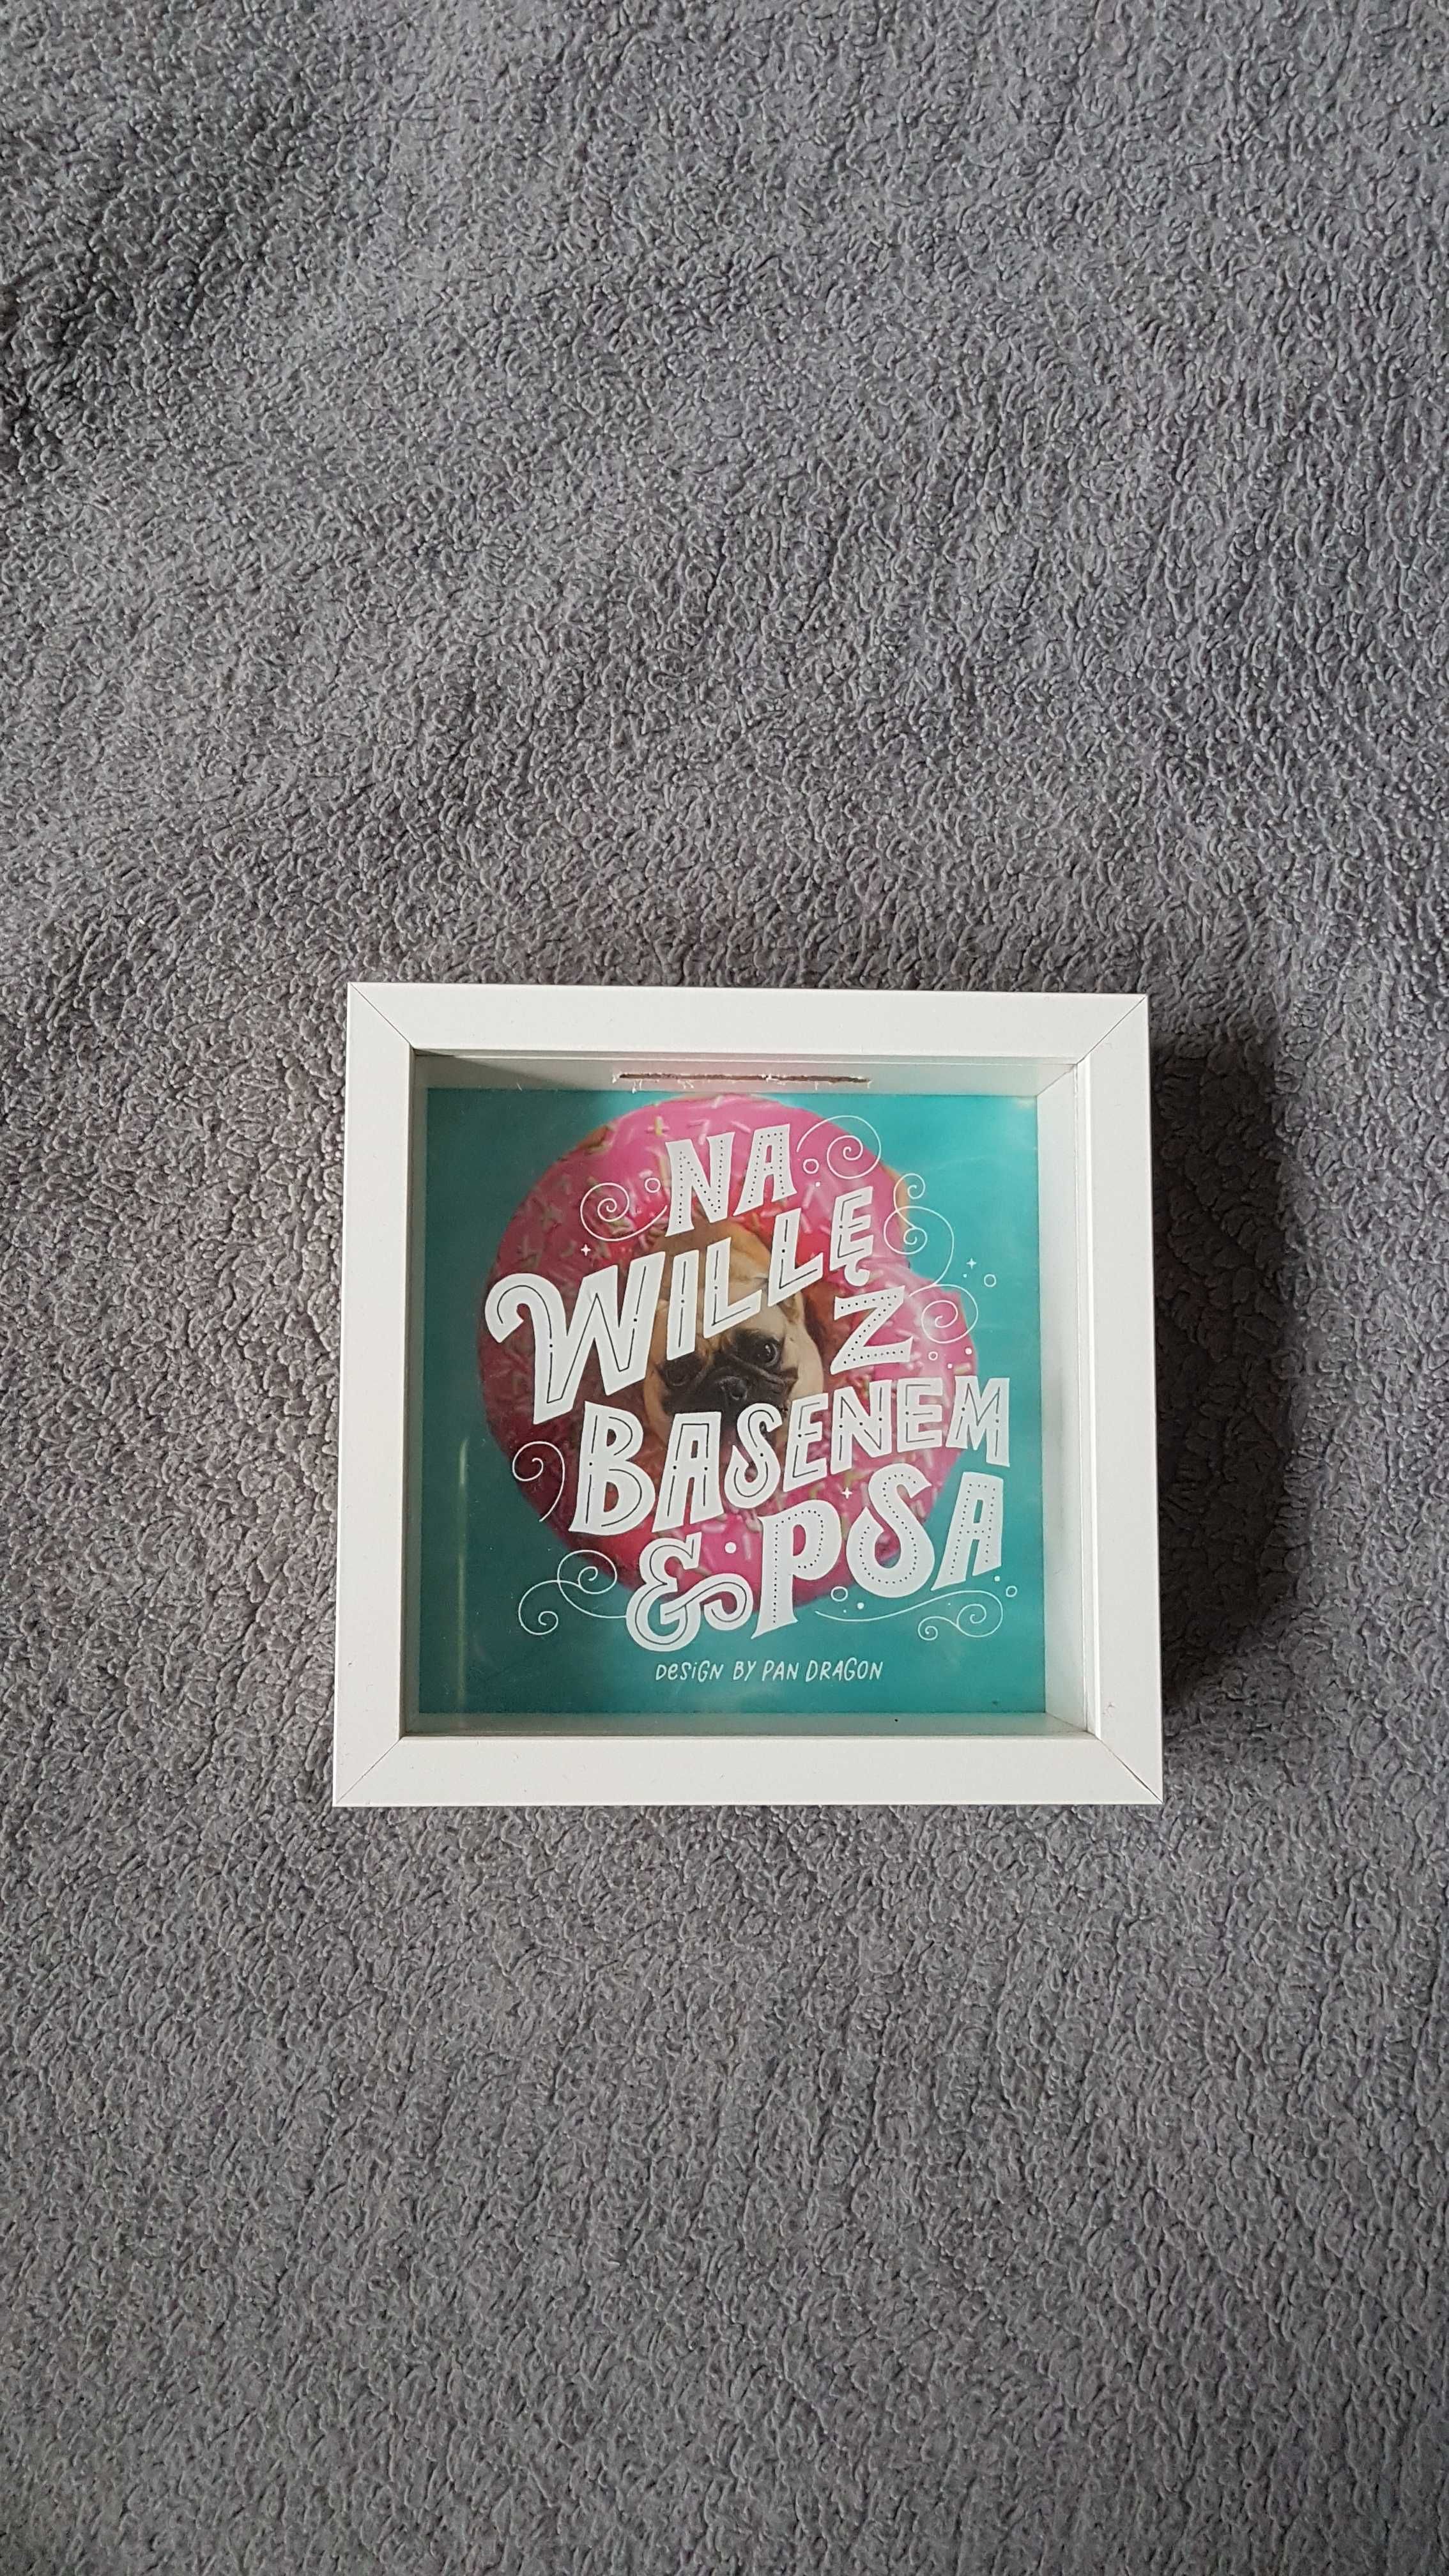 NA
WILLĘ
Z
BASENEM
& PSA
DESIGN BY PAN DRAGON